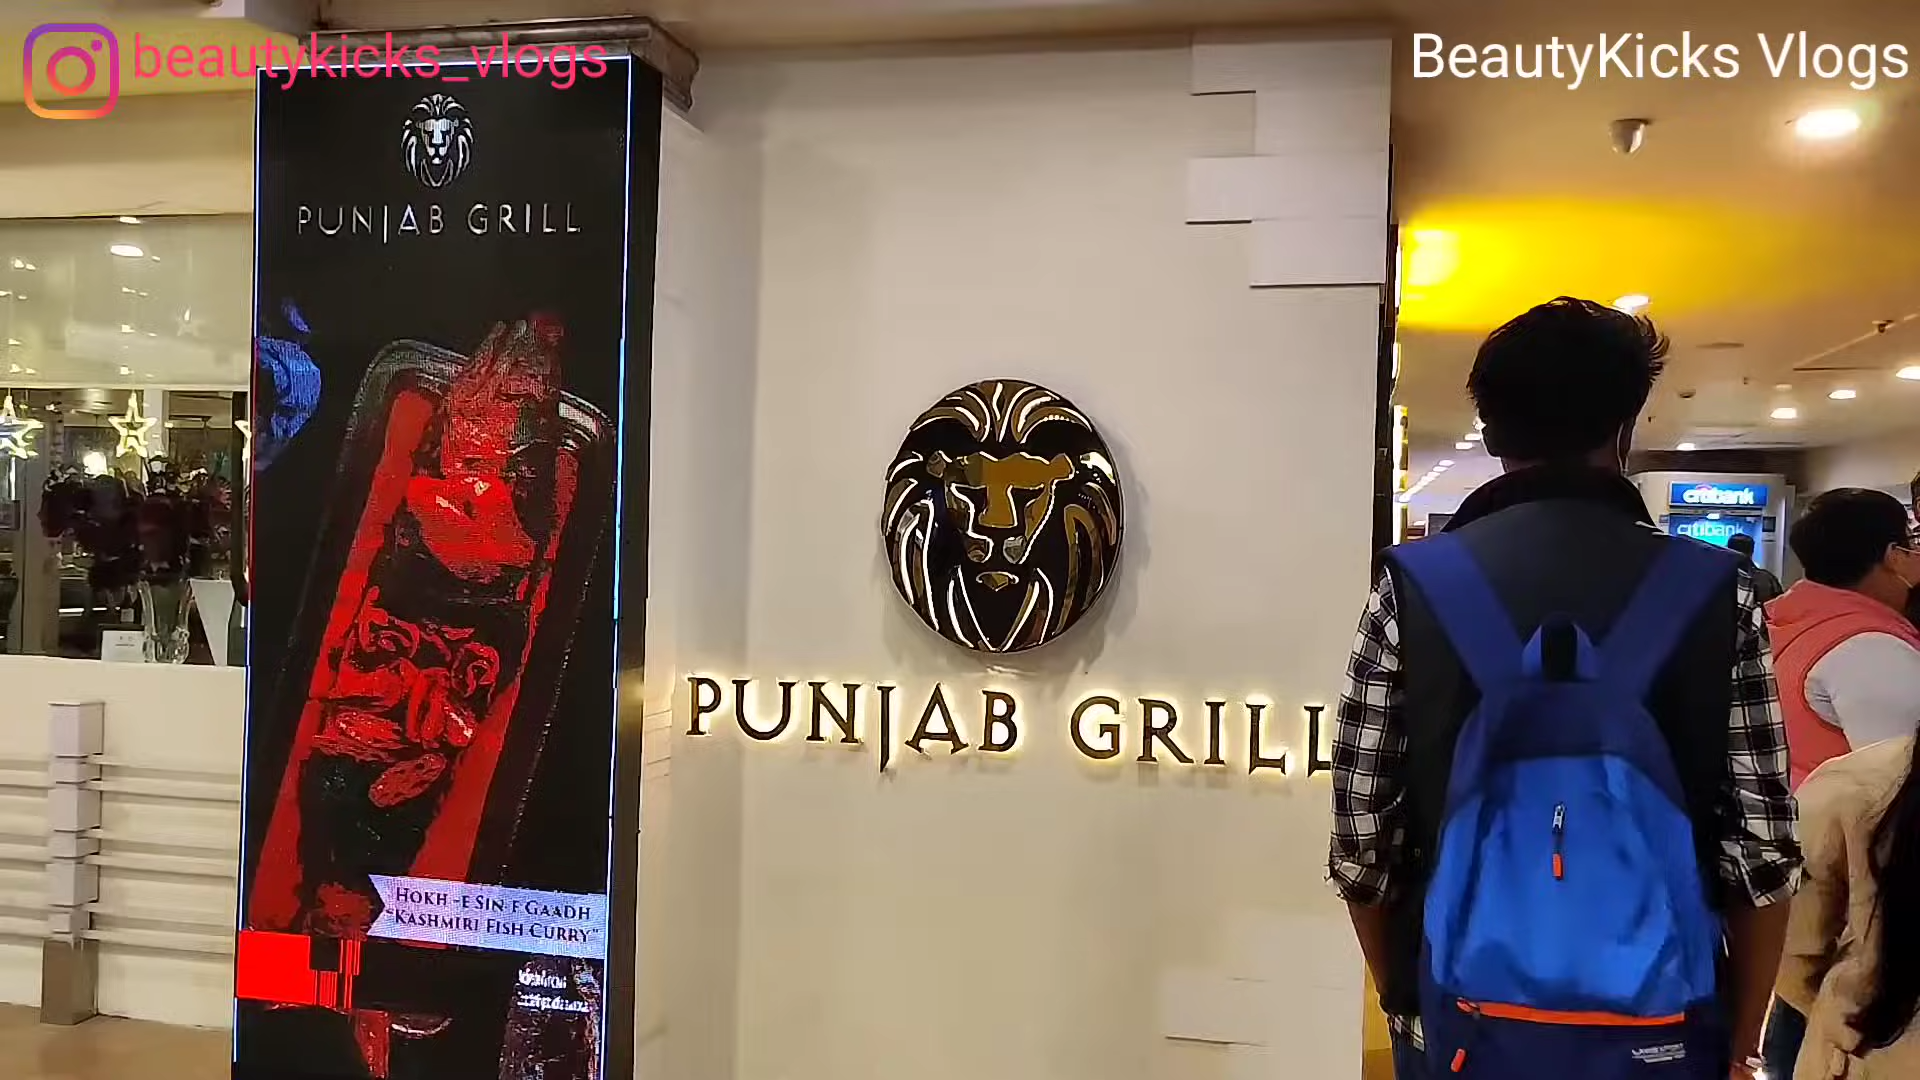 beautykicks_vlogs
BeautyKicks Vlogs
PUNJAB GRILL
PUNJAB GRILL
citibank
citibank
HOKH-E SIN-E GAADH
"KASHMIRI FISH CURRY"